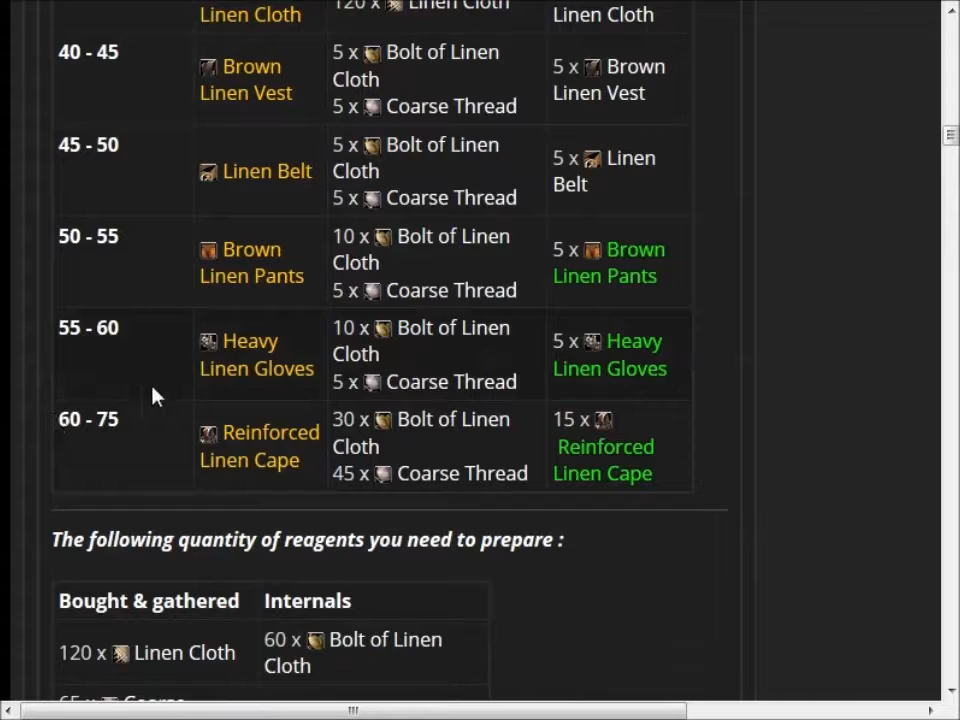 120 x Linen Cloth
Linen Cloth
Linen Cloth
40 - 45
Brown
Linen Vest
5 x Bolt of Linen
Cloth
5 x Coarse Thread
5 x Brown
Linen Vest
45 - 50
Linen Belt
5 x Bolt of Linen
Cloth
5 x Coarse Thread
5 x Linen
Belt
50 - 55
Brown
Linen Pants
10 x Bolt of Linen
Cloth
5 x Coarse Thread
5 x Brown
Linen Pants
55 - 60
Heavy
Linen Gloves
10 x Bolt of Linen
Cloth
5 x Coarse Thread
5 x Heavy
Linen Gloves
60 - 75
Reinforced
Linen Cape
30 x Bolt of Linen
Cloth
45 x Coarse Thread
15 x
Reinforced
Linen Cape
The following quantity of reagents you need to prepare :
Bought & gathered
Internals
120 x Linen Cloth
60 x Bolt of Linen
Cloth
65 x Coarse